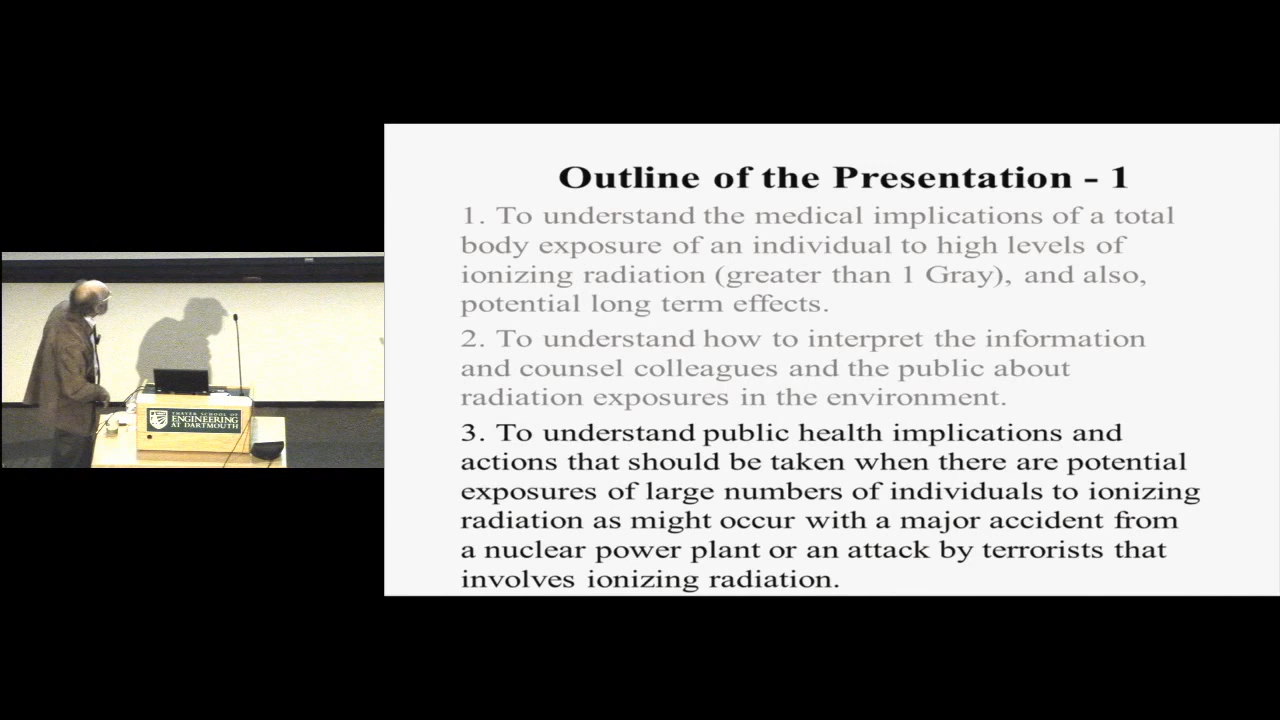 Outline of the Presentation - 1
1. To understand the medical implications of a total
body exposure of an individual to high levels of
ionizing radiation (greater than 1 Gray), and also,
potential long term effects.
2. To understand how to interpret the information
and counsel colleagues and the public about
radiation exposures in the environment.
3. To understand public health implications and
actions that should be taken when there are potential
exposures of large numbers of individuals to ionizing
radiation as might occur with a major accident from
a nuclear power plant or an attack by terrorists that
involves ionizing radiation.
THAYER SCHOOL OF
ENGINEERING
AT DARTMOUTH